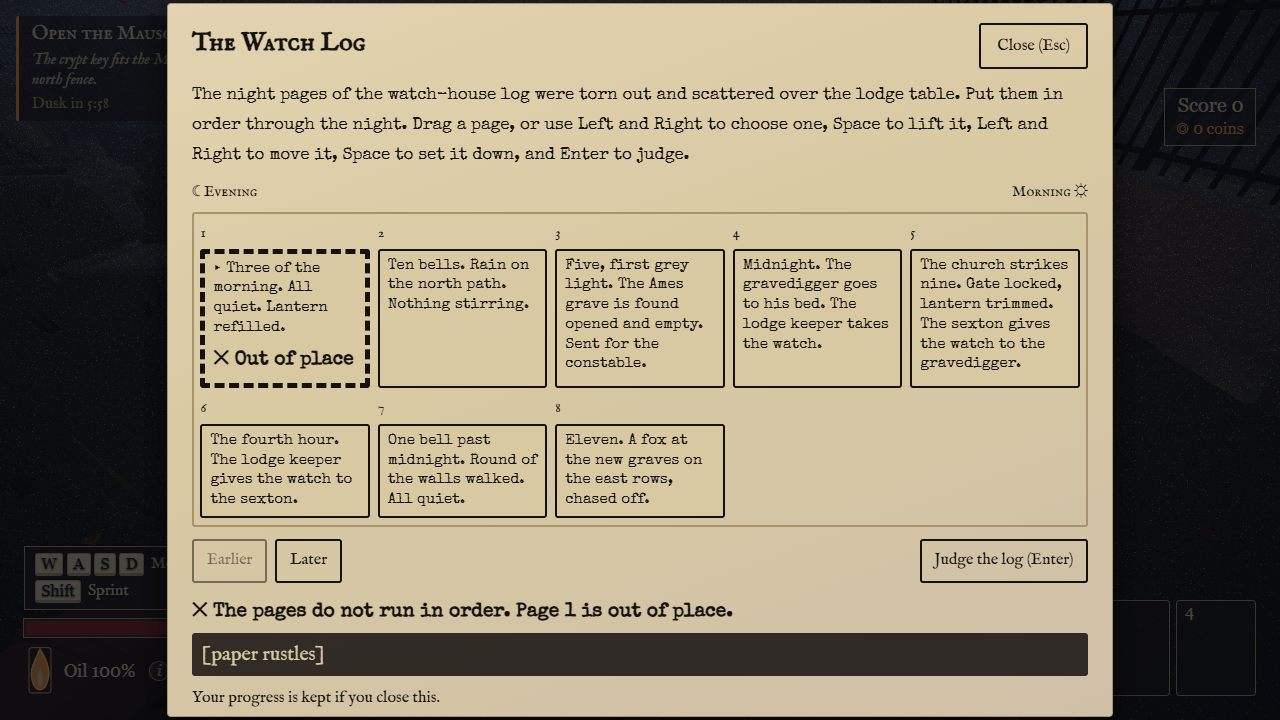 Open the Mauso
The crypt key fits the M
north fence.
Dusk in 5:58
Score 0
0 coins
The Watch Log
Close (Esc)
The night pages of the watch-house log were torn out and scattered over the lodge table. Put them in
order through the night. Drag a page, or use Left and Right to choose one, Space to lift it, Left and
Right to move it, Space to set it down, and Enter to judge.
☾ Evening
Morning ☼
1
▸ Three of the
morning. All
quiet. Lantern
refilled.
✕ Out of place
2
Ten bells. Rain on
the north path.
Nothing stirring.
3
Five, first grey
light. The Ames
grave is found
opened and empty.
Sent for the
constable.
4
Midnight. The
gravedigger goes
to his bed. The
lodge keeper takes
the watch.
5
The church strikes
nine. Gate locked,
lantern trimmed.
The sexton gives
the watch to the
gravedigger.
6
The fourth hour.
The lodge keeper
gives the watch to
the sexton.
7
One bell past
midnight. Round of
the walls walked.
All quiet.
8
Eleven. A fox at
the new graves on
the east rows,
chased off.
Earlier
Later
Judge the log (Enter)
✕ The pages do not run in order. Page 1 is out of place.
[paper rustles]
Your progress is kept if you close this.
W A S D M
Shift Sprint
Oil 100% i
4